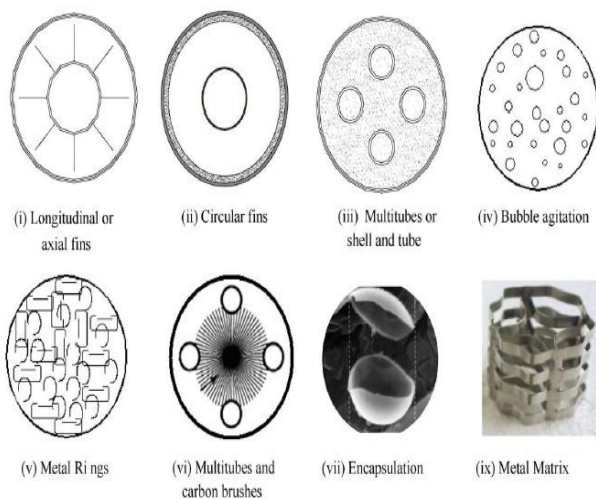 (i) Longitudinal or
axial fins
(ii) Circular fins
(iii) Multitubes or
shell and tube
(iv) Bubble agitation
(v) Metal Ri ngs
(vi) Multitubes and
carbon brushes
(vii) Encapsulation
(ix) Metal Matrix